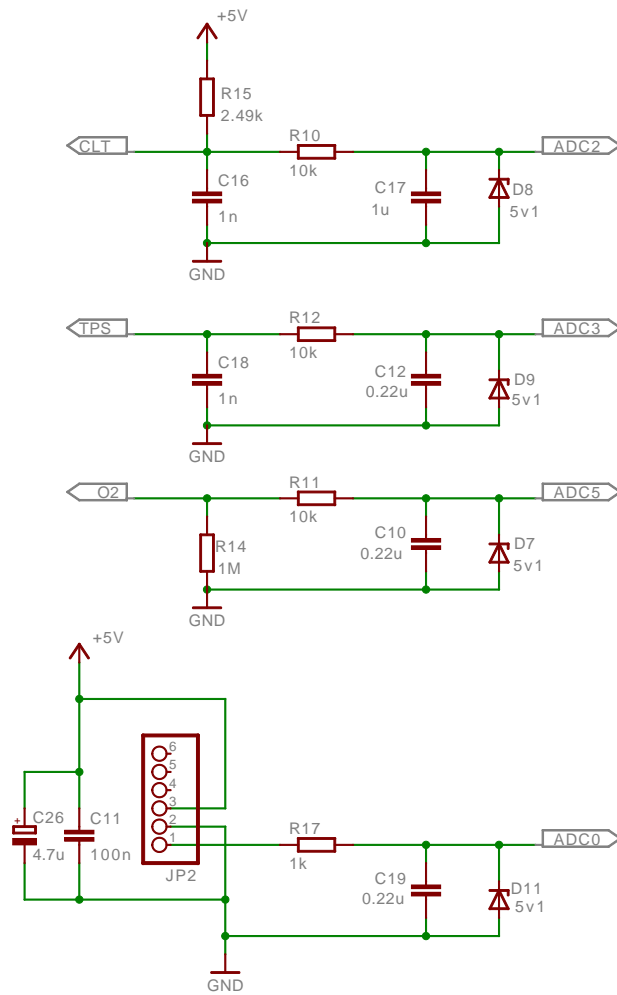 +5V
R15
2.49k
CLT
R10
10k
ADC2
C16
1n
C17
1u
D8
5v1
GND
TPS
R12
10k
ADC3
C18
1n
C12
0.22u
D9
5v1
GND
O2
R11
10k
ADC5
R14
1M
C10
0.22u
D7
5v1
GND
+5V
6
5
4
3
2
1
JP2
+
C26
4.7u
C11
100n
R17
1k
ADC0
C19
0.22u
D11
5v1
GND